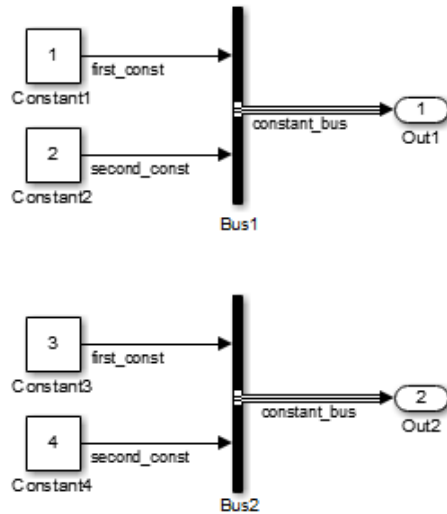 1
first_const
Constant1
1
constant_bus
Out1
2
second_const
Constant2
Bus1
3
first_const
Constant3
2
constant_bus
Out2
4
second_const
Constant4
Bus2